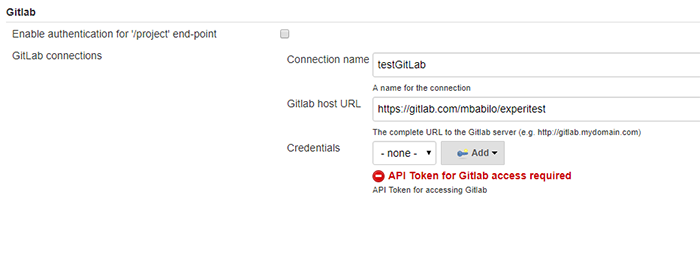 Gitlab
Enable authentication for '/project' end-point
GitLab connections
Connection name
testGitLab
A name for the connection
Gitlab host URL
https://gitlab.com/mbabilo/experitest
The complete URL to the Gitlab server (e.g. http://gitlab.mydomain.com)
Credentials
- none -
Add
API Token for Gitlab access required
API Token for accessing Gitlab